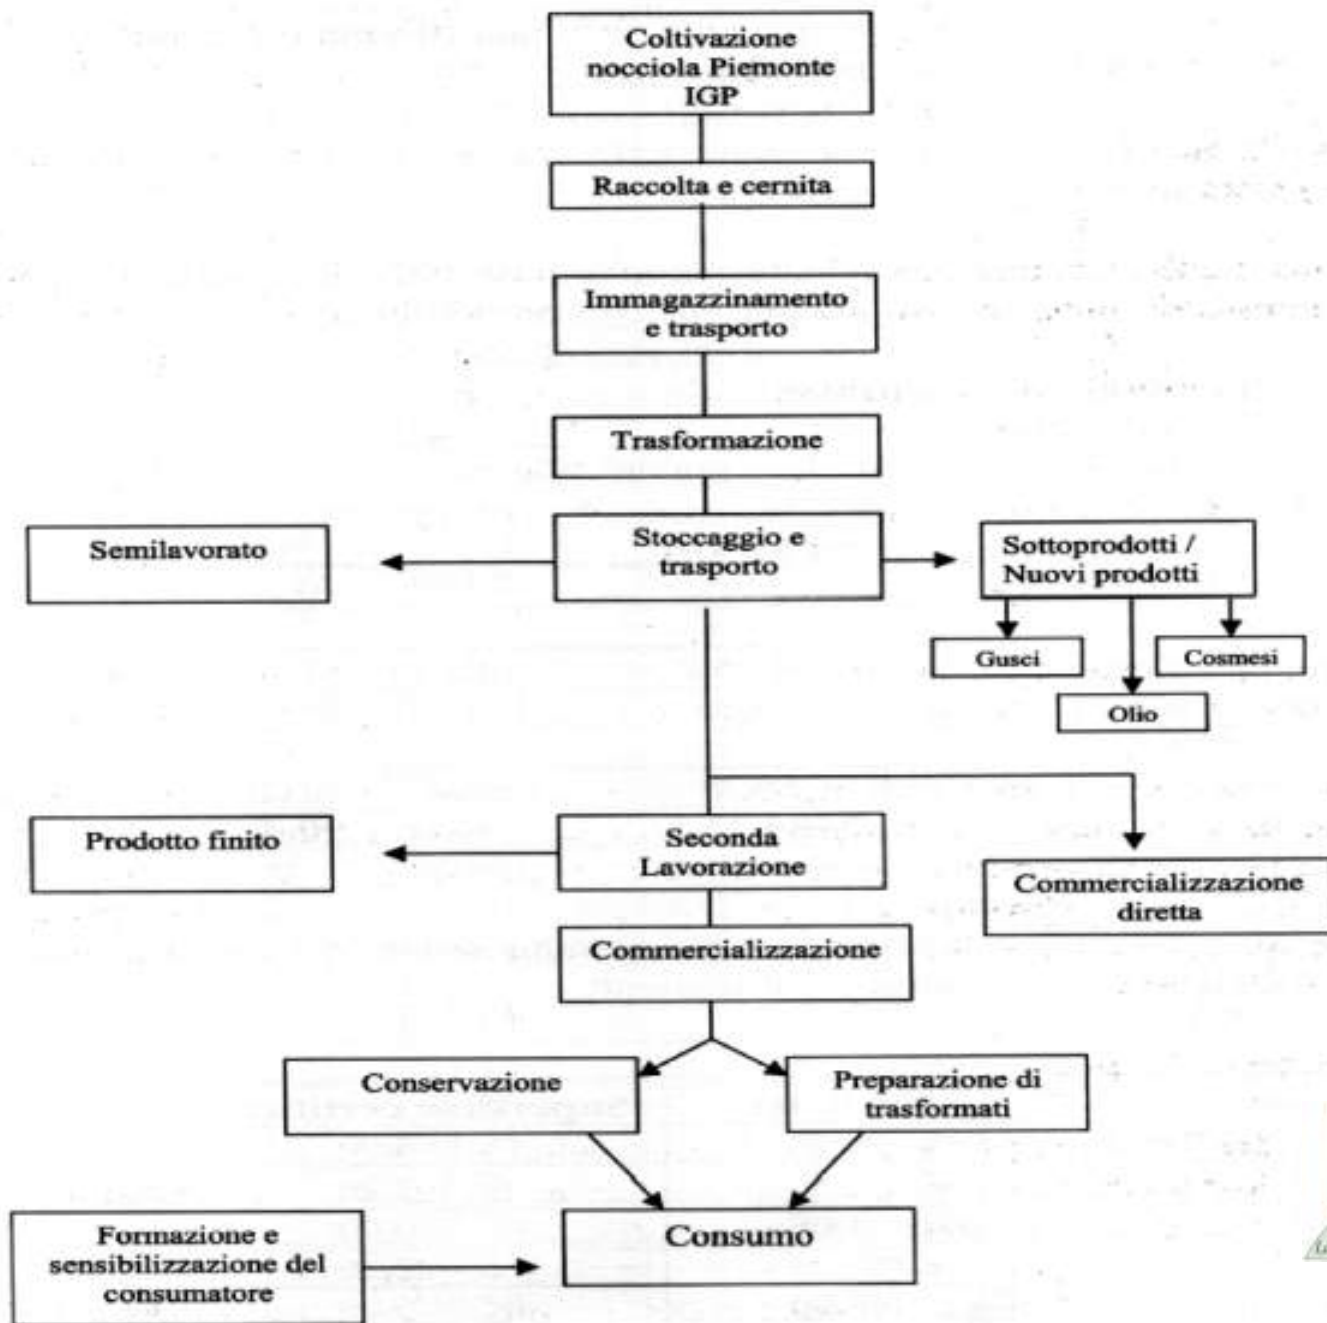 Coltivazione
nocciola Piemonte
IGP
Raccolta e cernita
Immagazzinamento
e trasporto
Trasformazione
Semilavorato
Stoccaggio e
trasporto
Sottoprodotti /
Nuovi prodotti
Gusci
Cosmesi
Olio
Prodotto finito
Seconda
Lavorazione
Commercializzazione
diretta
Commercializzazione
Conservazione
Preparazione di
trasformati
Formazione e
sensibilizzazione del
consumatore
Consumo